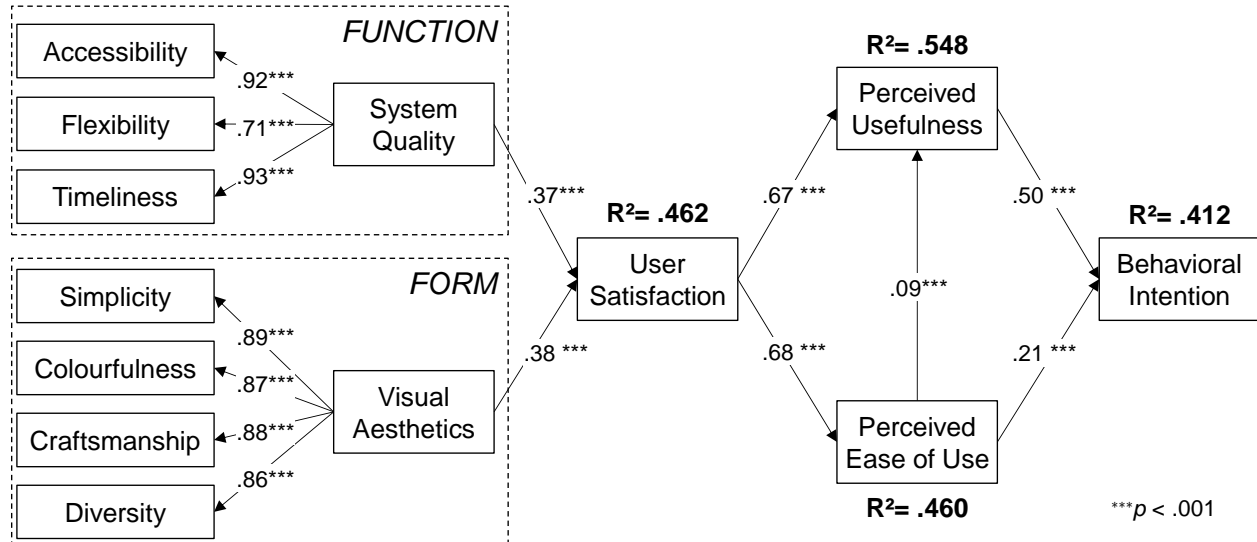 FUNCTION
Accessibility
Flexibility
Timeliness
.92***
.71***
.93***
System
Quality
FORM
Simplicity
Colourfulness
Craftsmanship
Diversity
.89***
.87***
.88***
.86***
Visual
Aesthetics
.37***
.38 ***
R²= .462
User
Satisfaction
.67 ***
.68 ***
R²= .548
Perceived
Usefulness
.09***
Perceived
Ease of Use
R²= .460
.50 ***
.21 ***
R²= .412
Behavioral
Intention
***p < .001